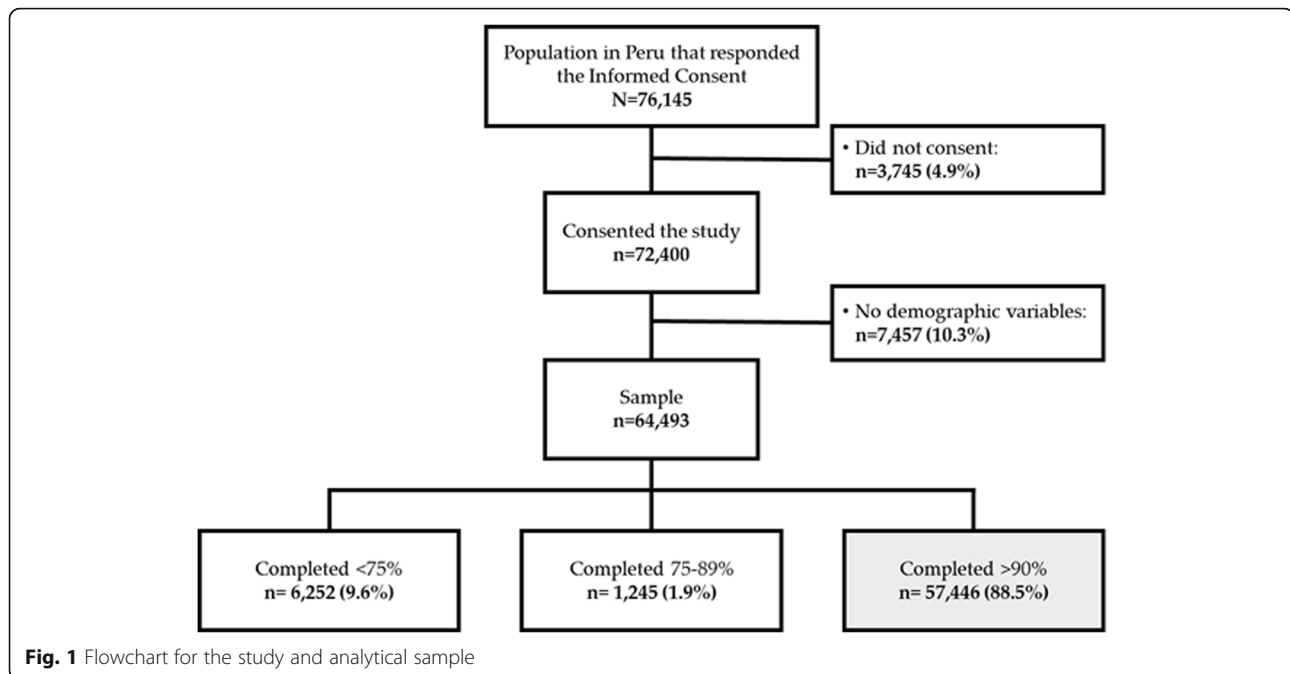 Population in Peru that responded
the Informed Consent
N=76,145
• Did not consent:
n=3,745 (4.9%)
Consented the study
n=72,400
• No demographic variables:
n=7,457 (10.3%)
Sample
n=64,493
Completed <75%
n= 6,252 (9.6%)
Completed 75-89%
n= 1,245 (1.9%)
Completed >90%
n= 57,446 (88.5%)
Fig. 1 Flowchart for the study and analytical sample